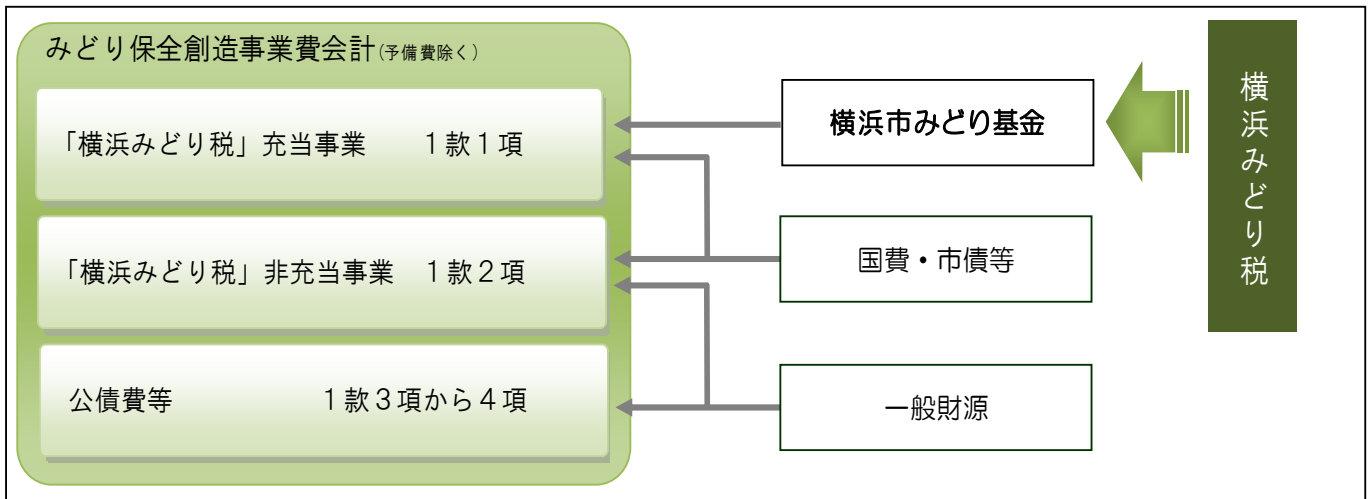 みどり保全創造事業費会計(予備費除く)
「横浜みどり税」充当事業　　１款１項
「横浜みどり税」非充当事業　１款２項
公債費等　　　　　　１款３項から４項
横浜市みどり基金
国費・市債等
一般財源
横浜みどり税